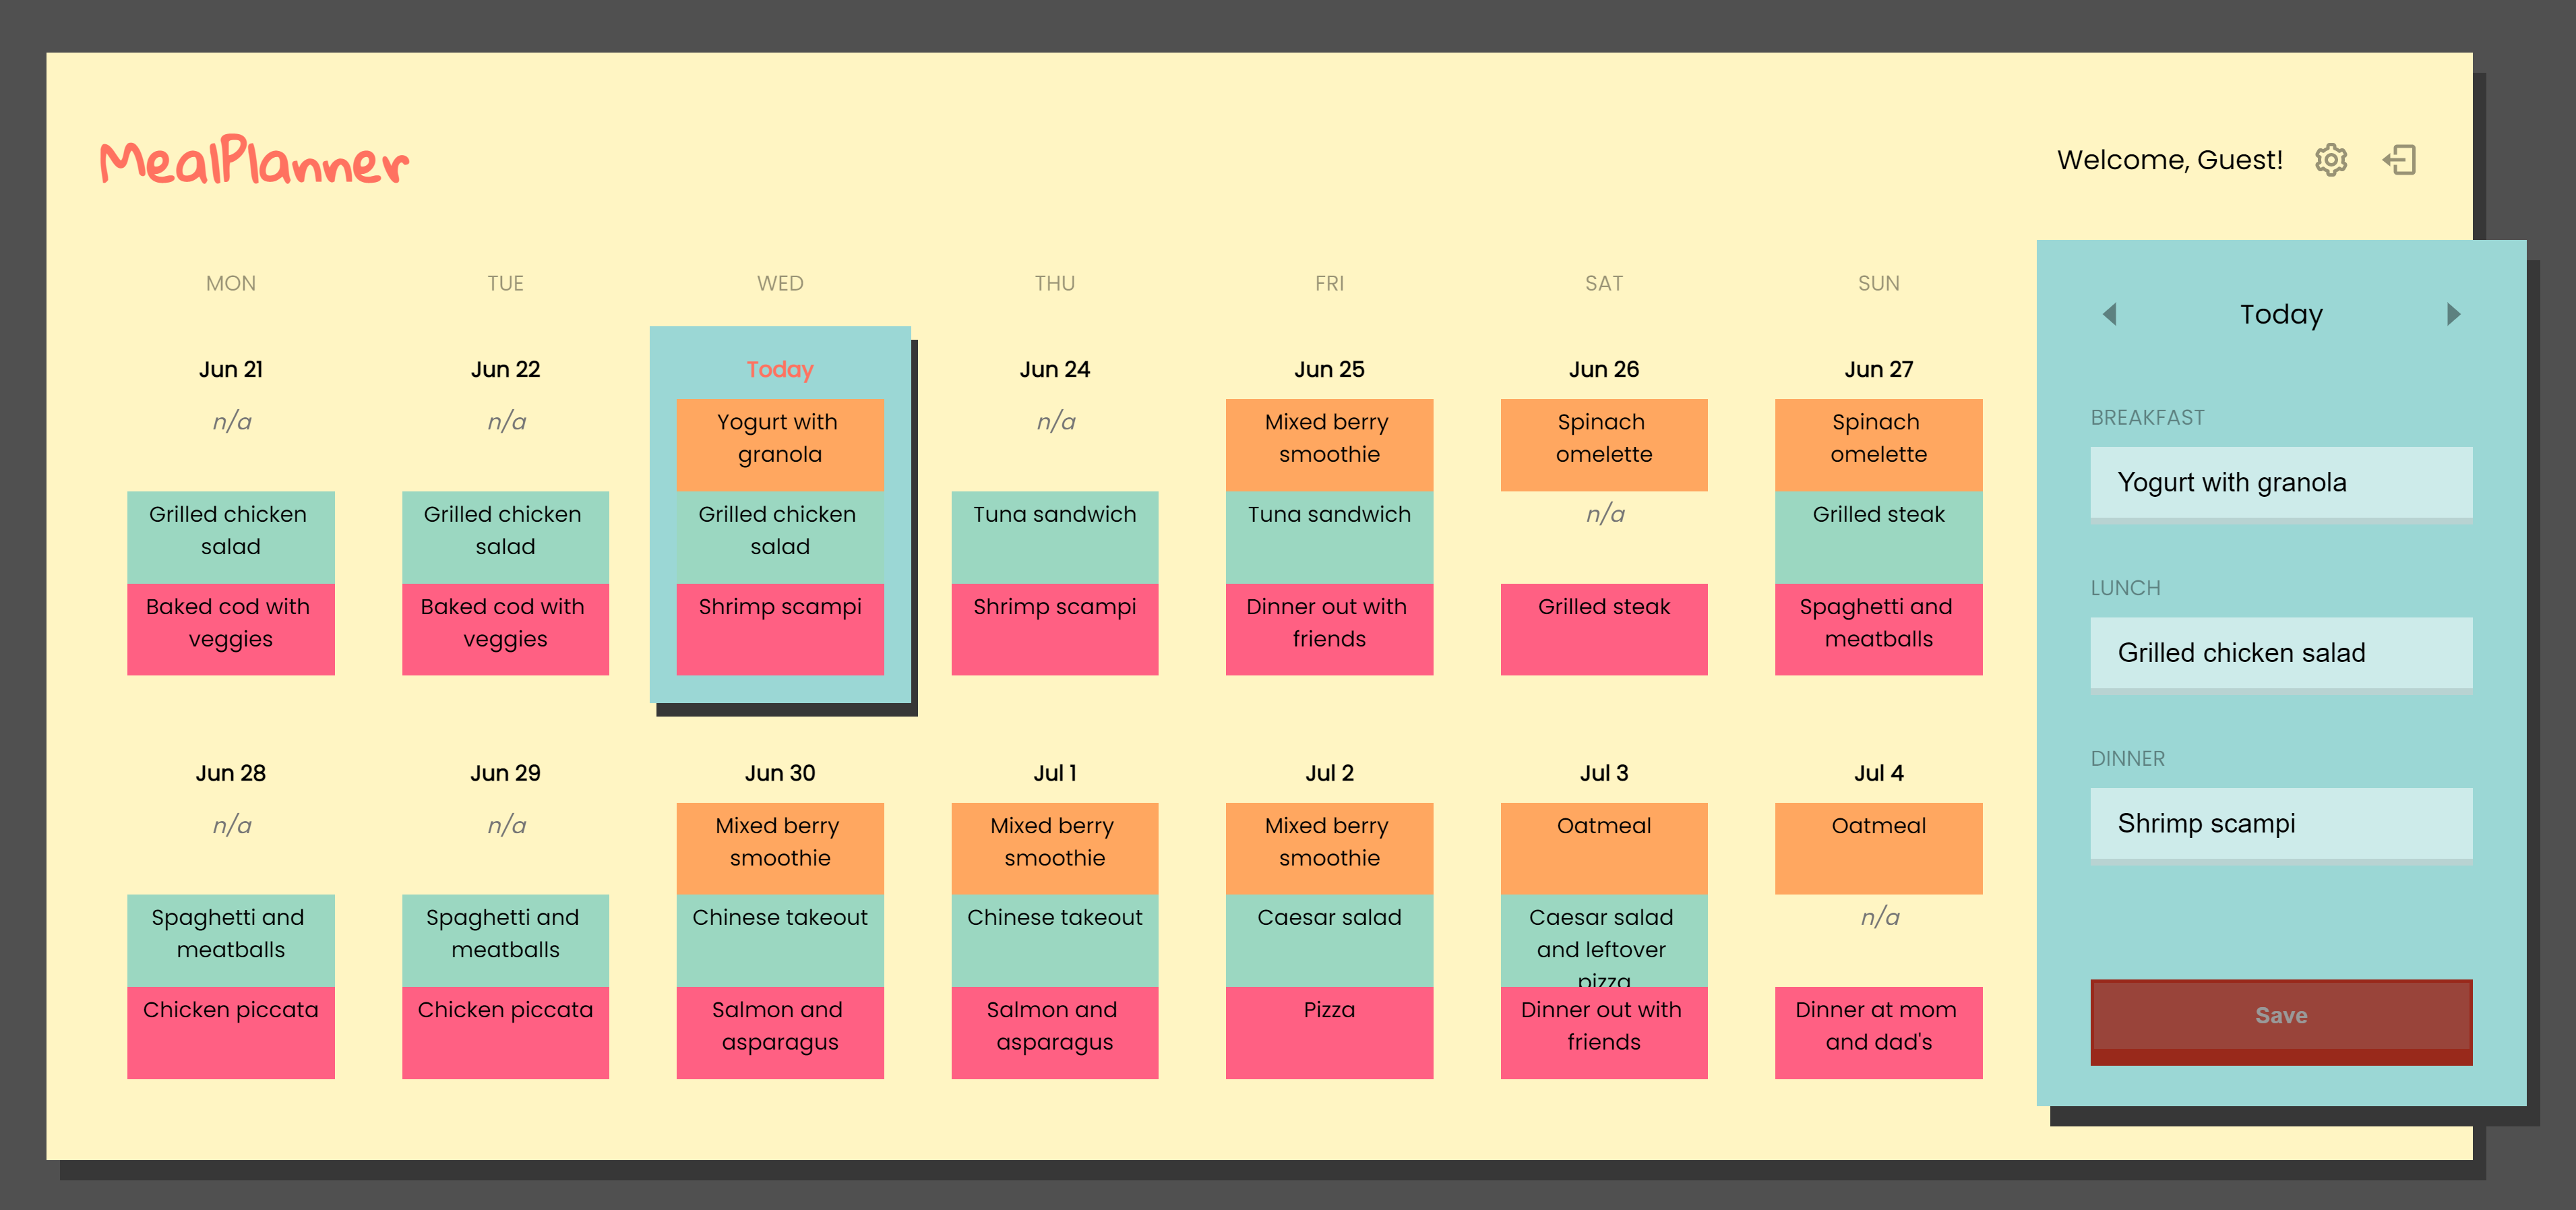 MealPlanner
Welcome, Guest!
MON
TUE
WED
THU
FRI
SAT
SUN
Jun 21
n/a
Grilled chicken
salad
Baked cod with
veggies
Jun 22
n/a
Grilled chicken
salad
Baked cod with
veggies
Today
Yogurt with
granola
Grilled chicken
salad
Shrimp scampi
Jun 24
n/a
Tuna sandwich
Shrimp scampi
Jun 25
Mixed berry
smoothie
Tuna sandwich
Dinner out with
friends
Jun 26
Spinach
omelette
n/a
Grilled steak
Jun 27
Spinach
omelette
Grilled steak
Spaghetti and
meatballs
Jun 28
n/a
Spaghetti and
meatballs
Chicken piccata
Jun 29
n/a
Spaghetti and
meatballs
Chicken piccata
Jun 30
Mixed berry
smoothie
Chinese takeout
Salmon and
asparagus
Jul 1
Mixed berry
smoothie
Chinese takeout
Salmon and
asparagus
Jul 2
Mixed berry
smoothie
Caesar salad
Pizza
Jul 3
Oatmeal
Caesar salad
and leftover
pizza
Dinner out with
friends
Jul 4
Oatmeal
n/a
Dinner at mom
and dad's
Today
BREAKFAST
Yogurt with granola
LUNCH
Grilled chicken salad
DINNER
Shrimp scampi
Save